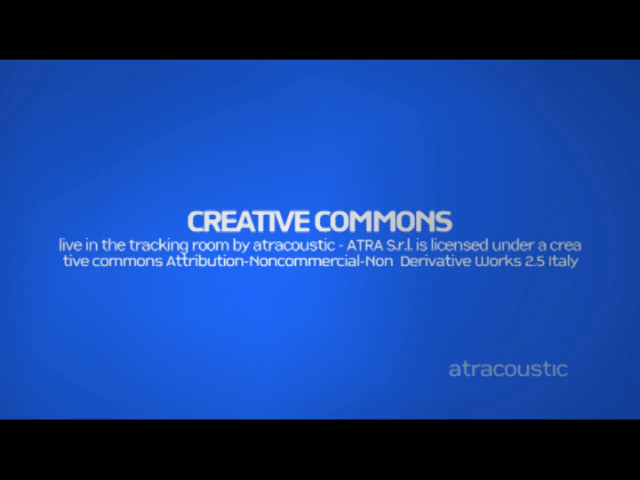 CREATIVE COMMONS
live in the tracking room by atracoustic - ATRA S.r.l. is licensed under a crea
tive commons Attribution-Noncommercial-Non Derivative Works 2.5 Italy
atracoustic